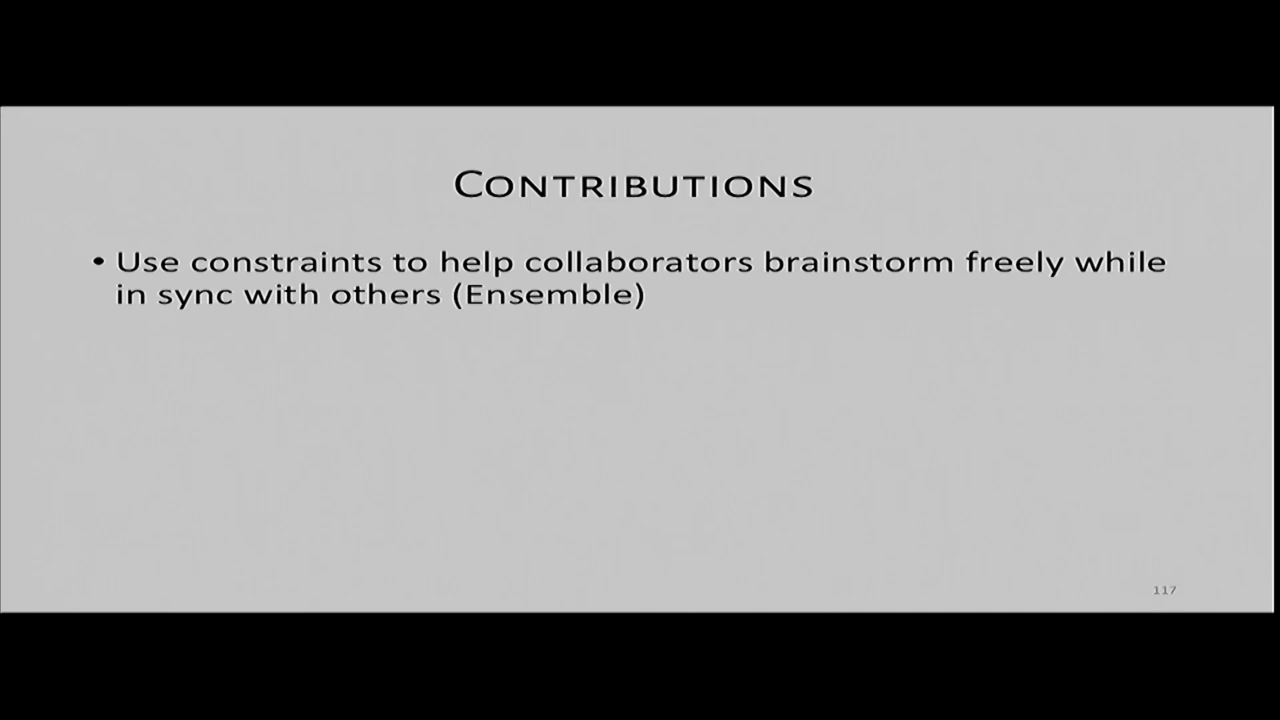 CONTRIBUTIONS
• Use constraints to help collaborators brainstorm freely while
in sync with others (Ensemble)
117